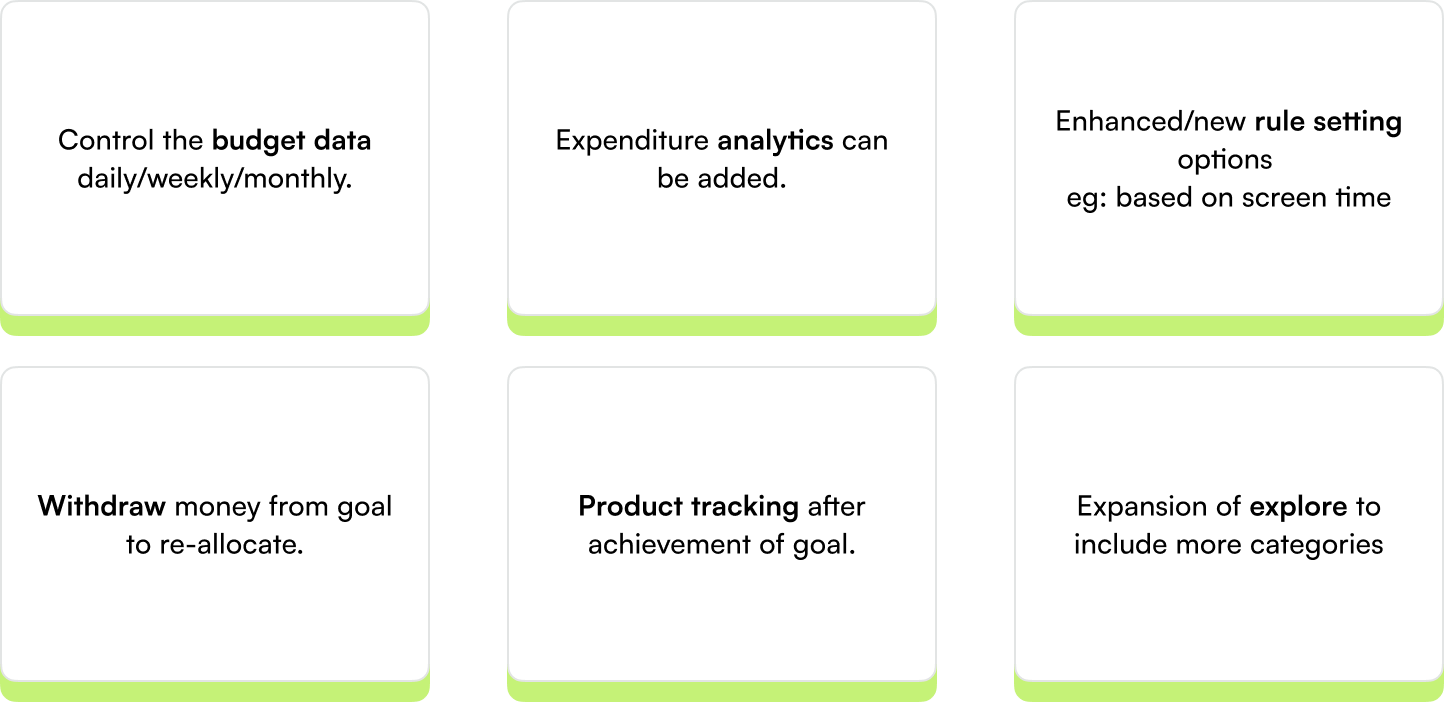 Control the budget data
daily/weekly/monthly.
Expenditure analytics can
be added.
Enhanced/new rule setting
options
eg: based on screen time
Withdraw money from goal
to re-allocate.
Product tracking after
achievement of goal.
Expansion of explore to
include more categories